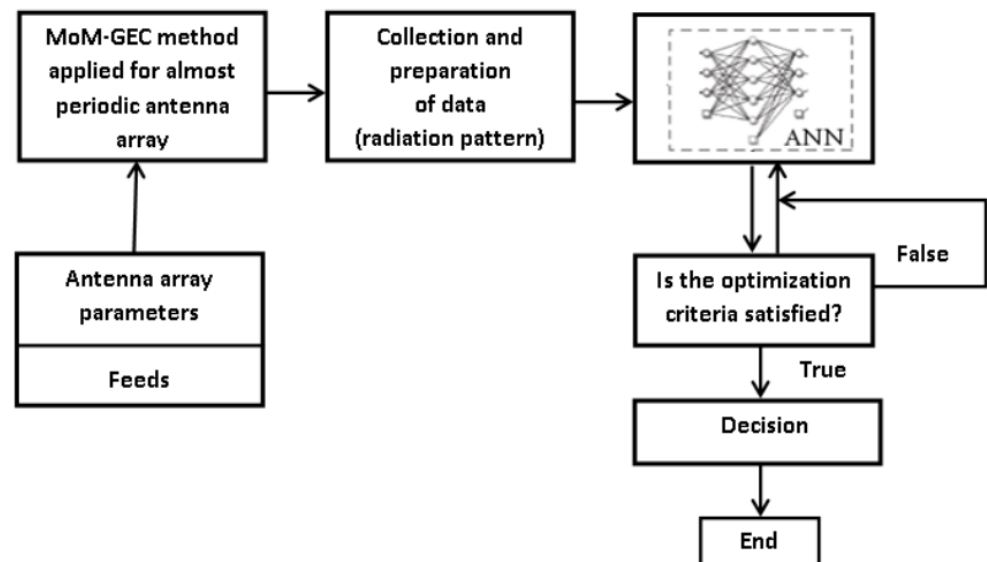 MoM-GEC method
applied for almost
periodic antenna
array
Collection and
preparation
of data
(radiation pattern)
ANN
Antenna array
parameters
Feeds
Is the optimization
criteria satisfied?
False
True
Decision
End